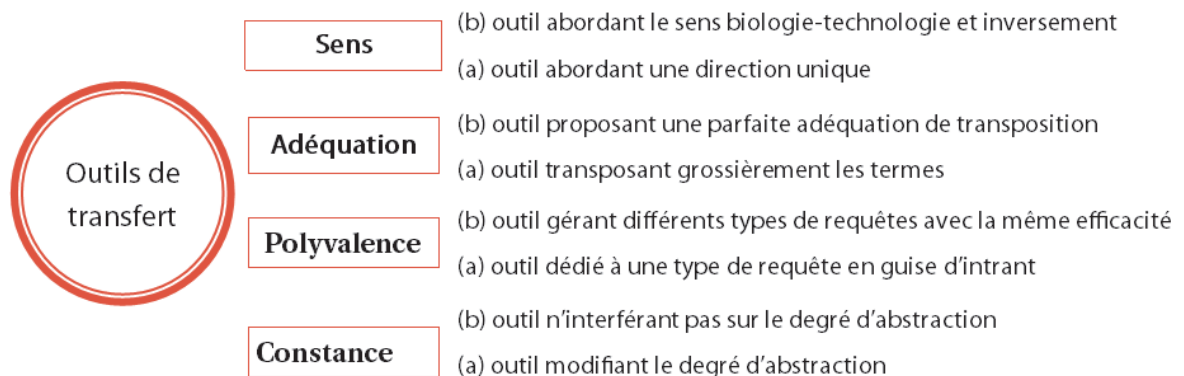 Outils de
transfert
Sens
(b) outil abordant le sens biologie-technologie et inversement
(a) outil abordant une direction unique
Adéquation
(b) outil proposant une parfaite adéquation de transposition
(a) outil transposant grossièrement les termes
Polyvalence
(b) outil gérant différents types de requêtes avec la même efficacité
(a) outil dédié à une type de requête en guise d’intrant
Constance
(b) outil n’interférant pas sur le degré d’abstraction
(a) outil modifiant le degré d’abstraction